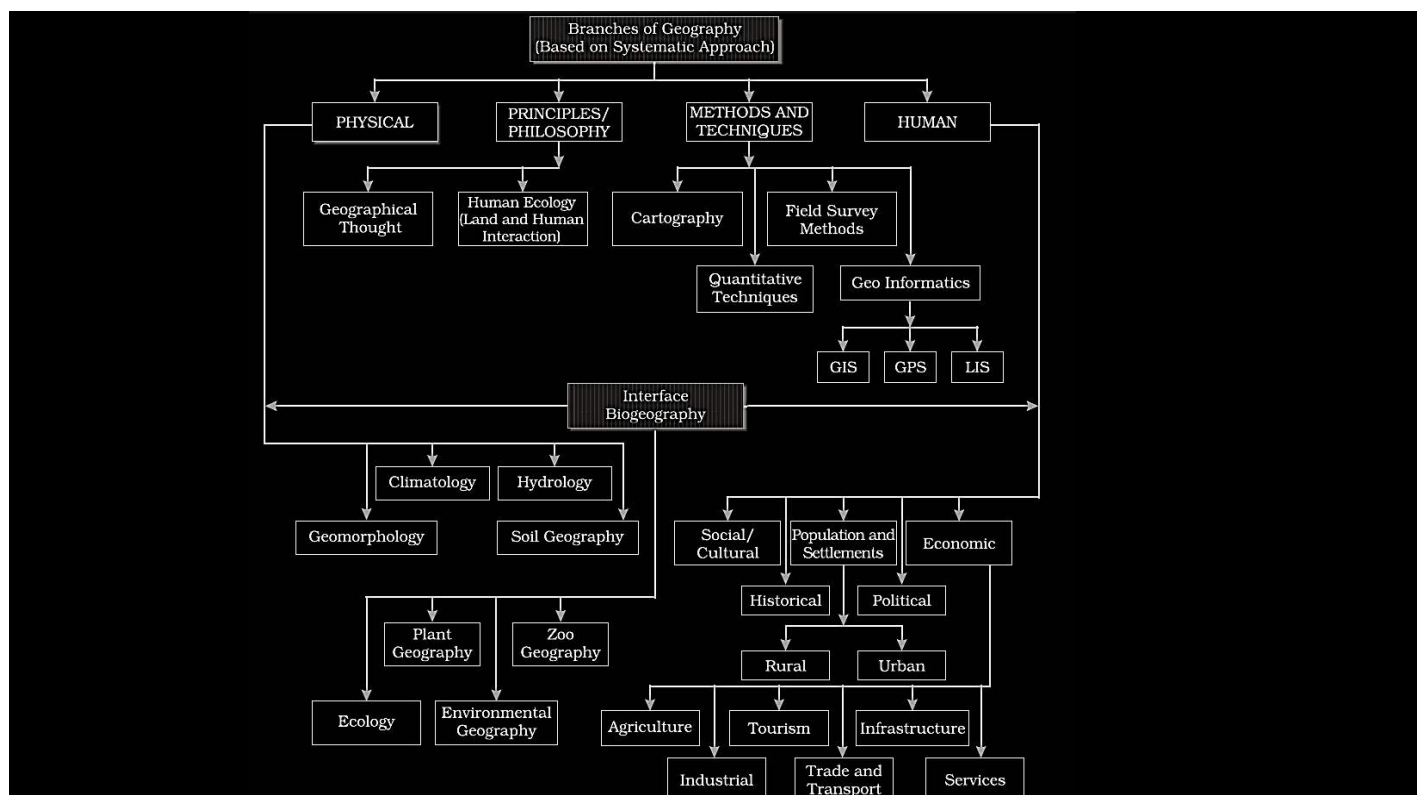 Branches of Geography
(Based on Systematic Approach)
PHYSICAL
PRINCIPLES/
PHILOSOPHY
METHODS AND
TECHNIQUES
HUMAN
Geographical
Thought
Human Ecology
(Land and Human
Interaction)
Cartography
Field Survey
Methods
Quantitative
Techniques
Geo Informatics
GIS
GPS
LIS
Interface
Biogeography
Climatology
Hydrology
Geomorphology
Soil Geography
Social/
Cultural
Population and
Settlements
Economic
Historical
Political
Plant
Geography
Zoo
Geography
Rural
Urban
Ecology
Environmental
Geography
Agriculture
Tourism
Infrastructure
Industrial
Trade and
Transport
Services